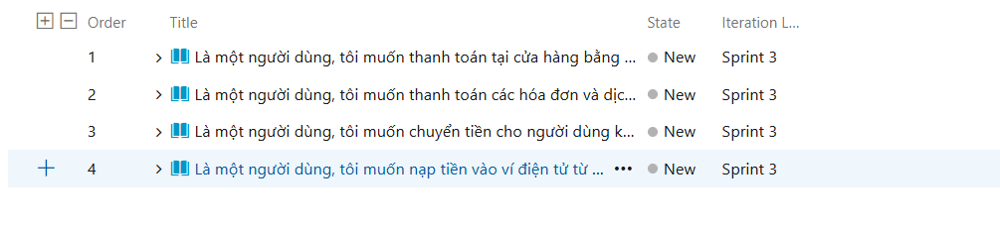 Order Title State Iteration L...
1 Là một người dùng, tôi muốn thanh toán tại cửa hàng bằng ... New Sprint 3
2 Là một người dùng, tôi muốn thanh toán các hóa đơn và dịc... New Sprint 3
3 Là một người dùng, tôi muốn chuyển tiền cho người dùng k... New Sprint 3
4 Là một người dùng, tôi muốn nạp tiền vào ví điện tử từ ... New Sprint 3